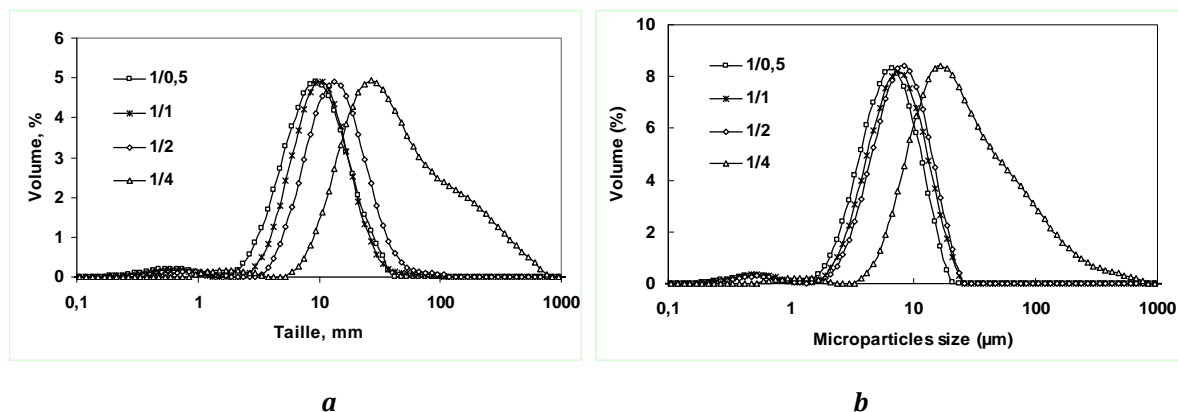 6
5
4
3
2
1
0
Volume, %
1/0,5
1/1
1/2
1/4
0,1 1 10 100 1000
Taille, mm
a
10
8
6
4
2
0
Volume (%)
1/0,5
1/1
1/2
1/4
0,1 1 10 100 1000
Microparticles size (µm)
b